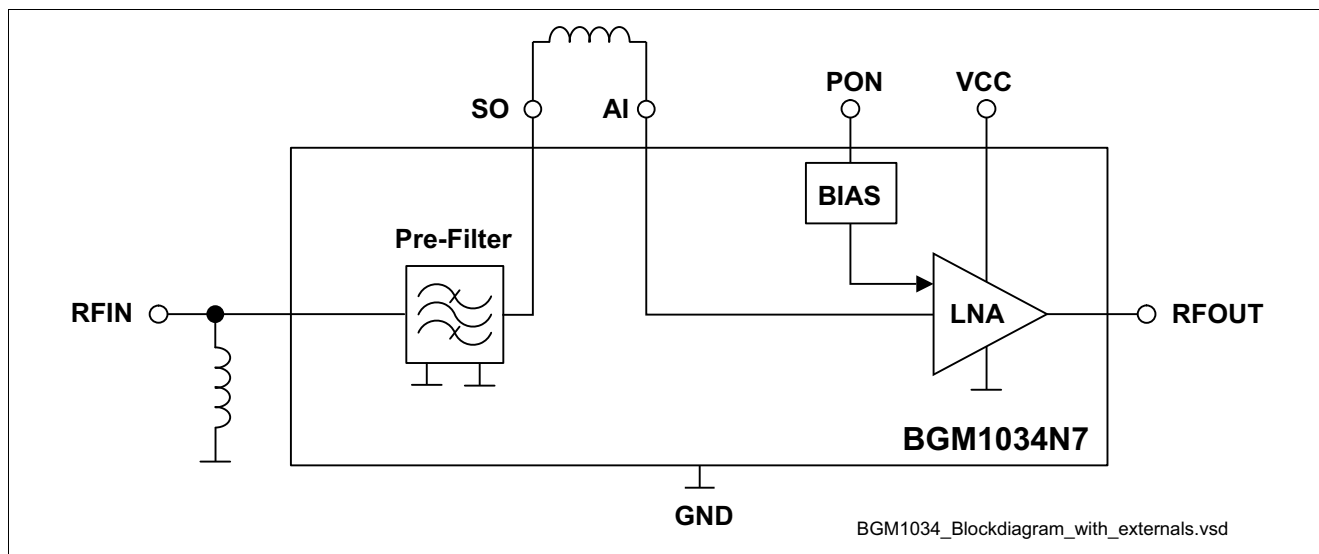 SO
AI
PON
VCC
BIAS
Pre-Filter
RFIN
LNA
RFOUT
BGM1034N7
GND
BGM1034_Blockdiagram_with_externals.vsd